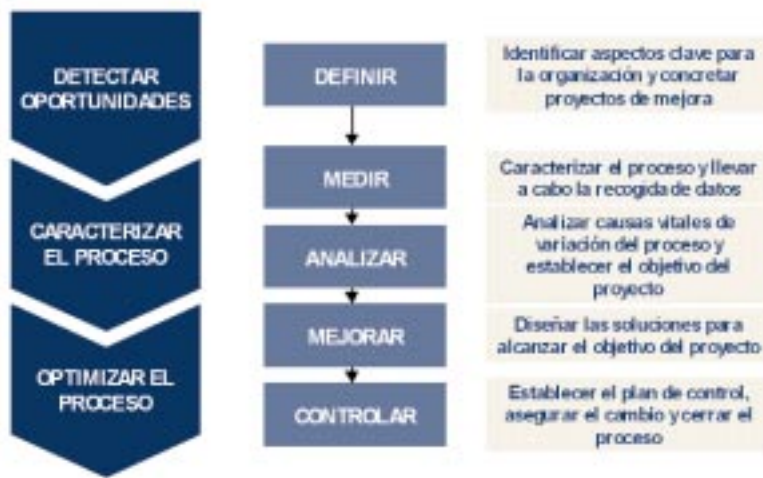 DETECTAR
OPORTUNIDADES
DEFINIR
Identificar aspectos clave para
la organización y concretar
proyectos de mejora
MEDIR
Caracterizar el proceso y llevar
a cabo la recogida de datos
CARACTERIZAR
EL PROCESO
ANALIZAR
Analizar causas vitales de
variación del proceso y
establecer el objetivo del
proyecto
MEJORAR
Diseñar las soluciones para
alcanzar el objetivo del proyecto
OPTIMIZAR EL
PROCESO
CONTROLAR
Establecer el plan de control,
asegurar el cambio y cerrar el
proceso